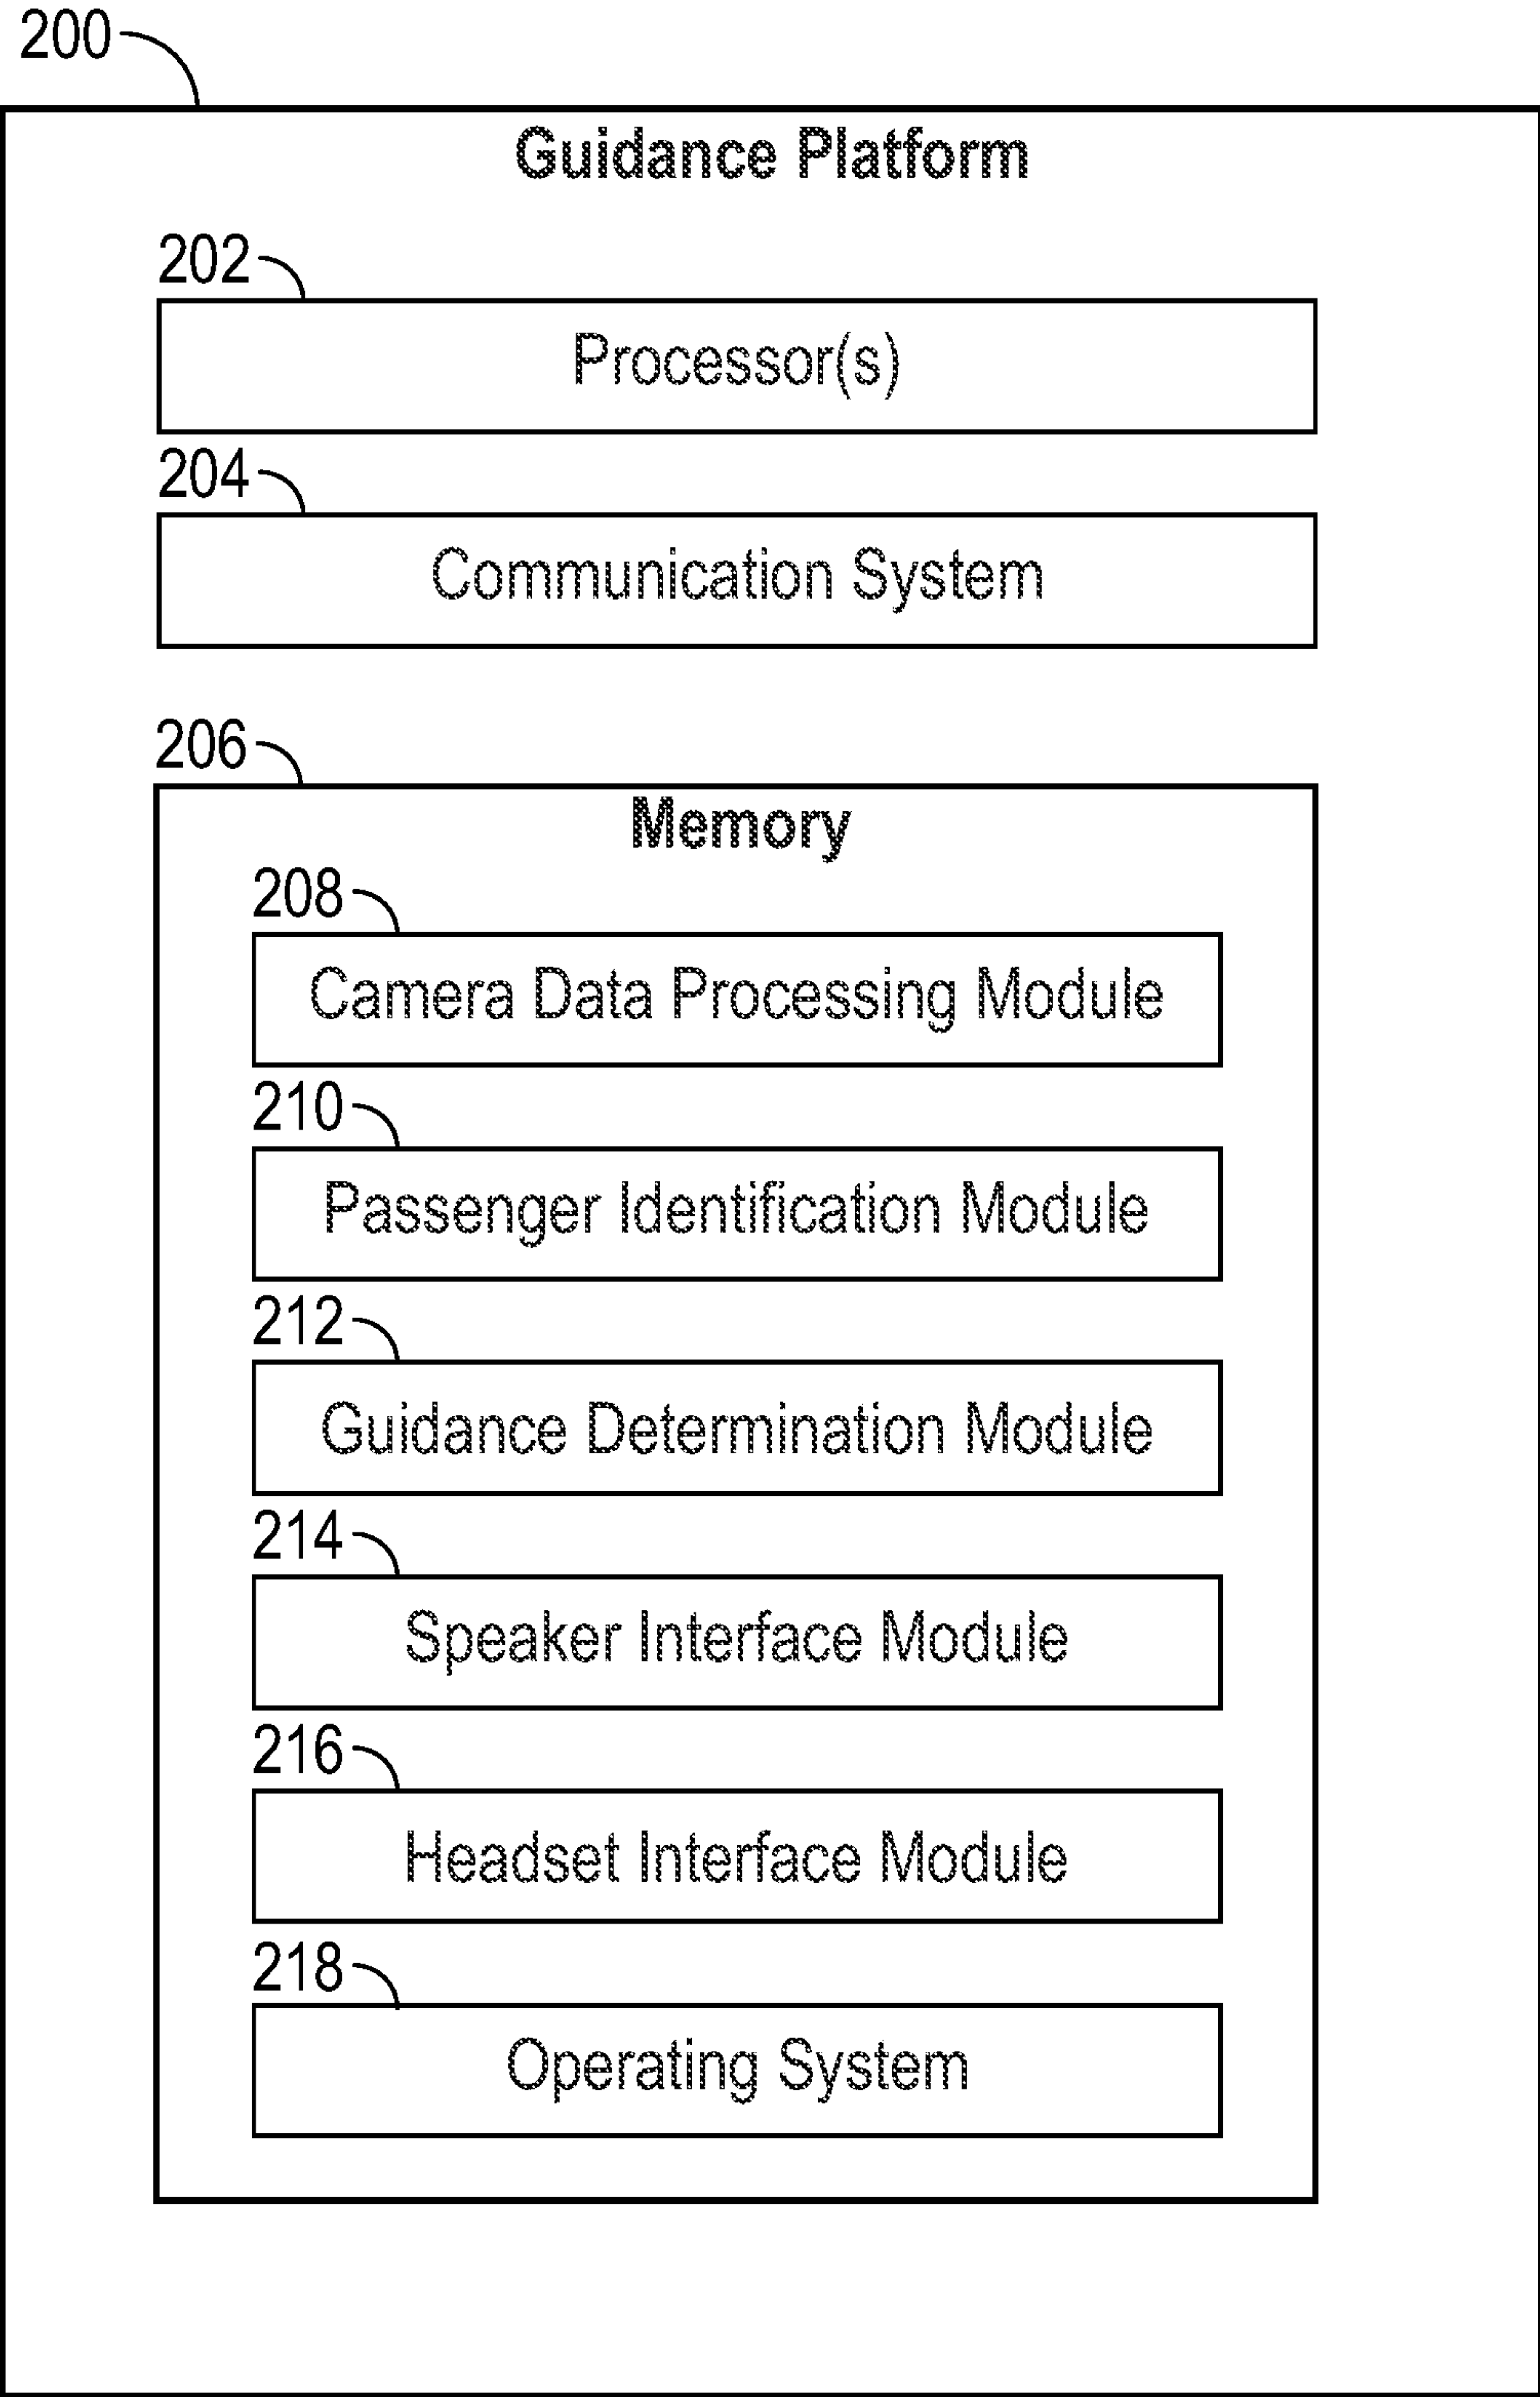 200
Guidance Platform
202
Processor(s)
204
Communication System
206
Memory
208
Camera Data Processing Module
210
Passenger Identification Module
212
Guidance Determination Module
214
Speaker Interface Module
216
Headset Interface Module
218
Operating System